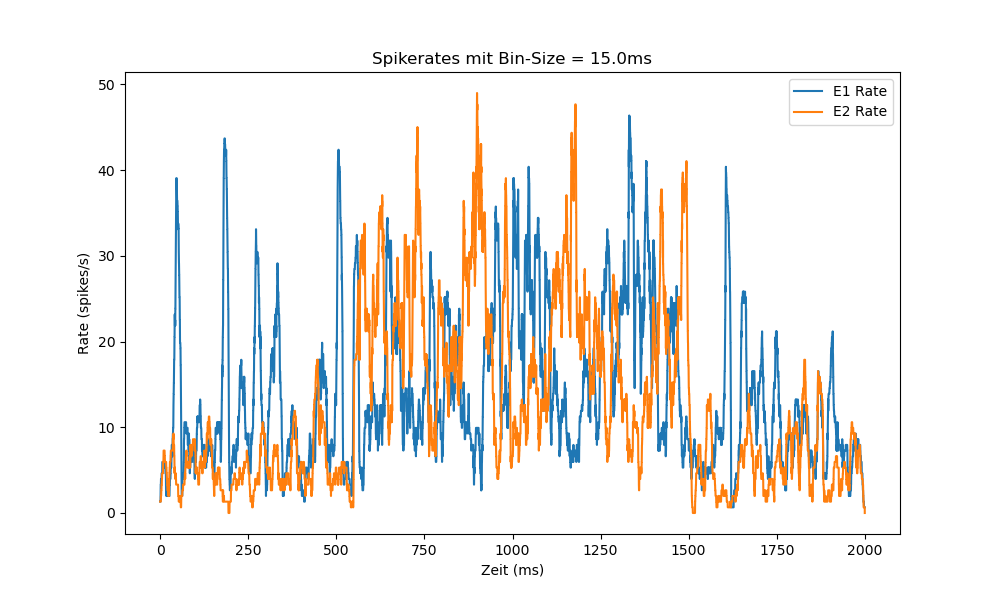 Spikerates mit Bin-Size = 15.0ms
E1 Rate
E2 Rate
50
40
30
20
10
0
Rate (spikes/s)
0 250 500 750 1000 1250 1500 1750 2000
Zeit (ms)